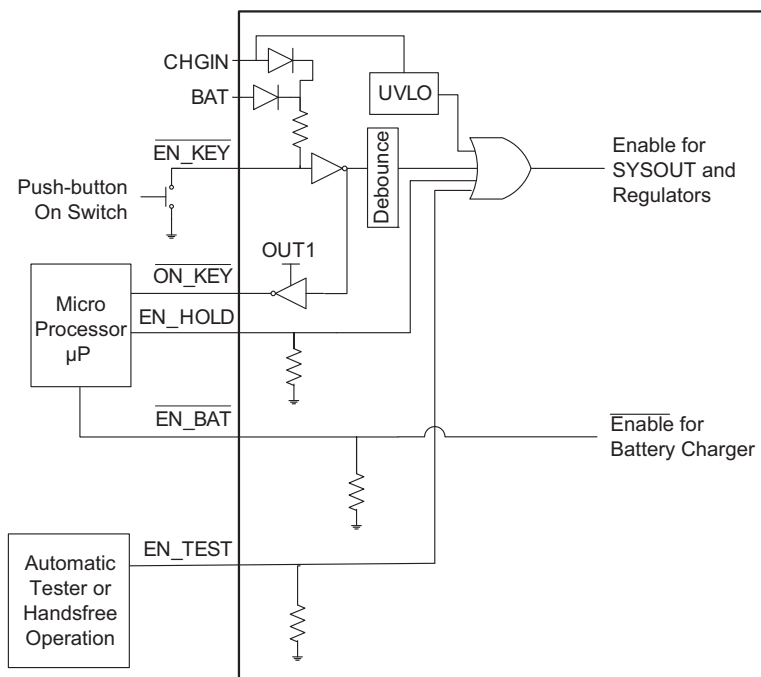 CHGIN
BAT
UVLO
EN_KEY
Debounce
Enable for
SYSOUT and
Regulators
Push-button
On Switch
OUT1
ON_KEY
Micro
Processor
µP
EN_HOLD
EN_BAT
Enable for
Battery Charger
EN_TEST
Automatic
Tester or
Handsfree
Operation